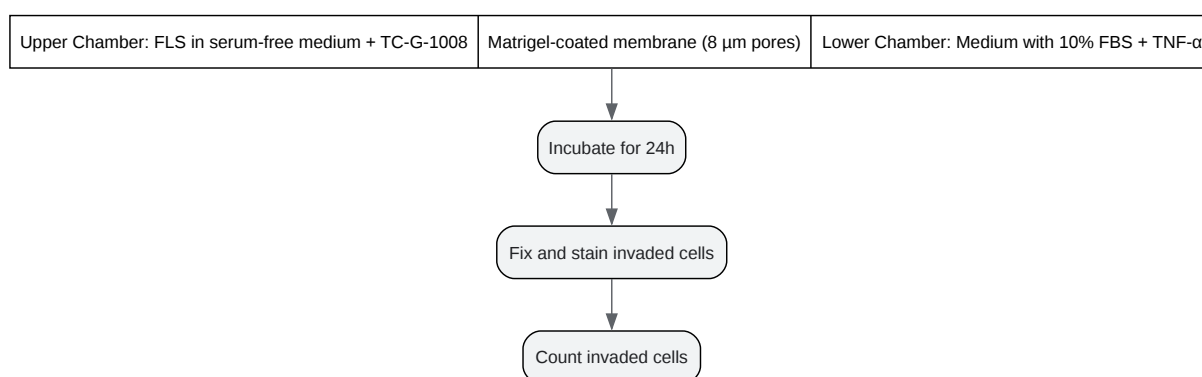 Upper Chamber: FLS in serum-free medium + TC-G-1008
Matrigel-coated membrane (8 µm pores)
Lower Chamber: Medium with 10% FBS + TNF-α
Incubate for 24h
Fix and stain invaded cells
Count invaded cells